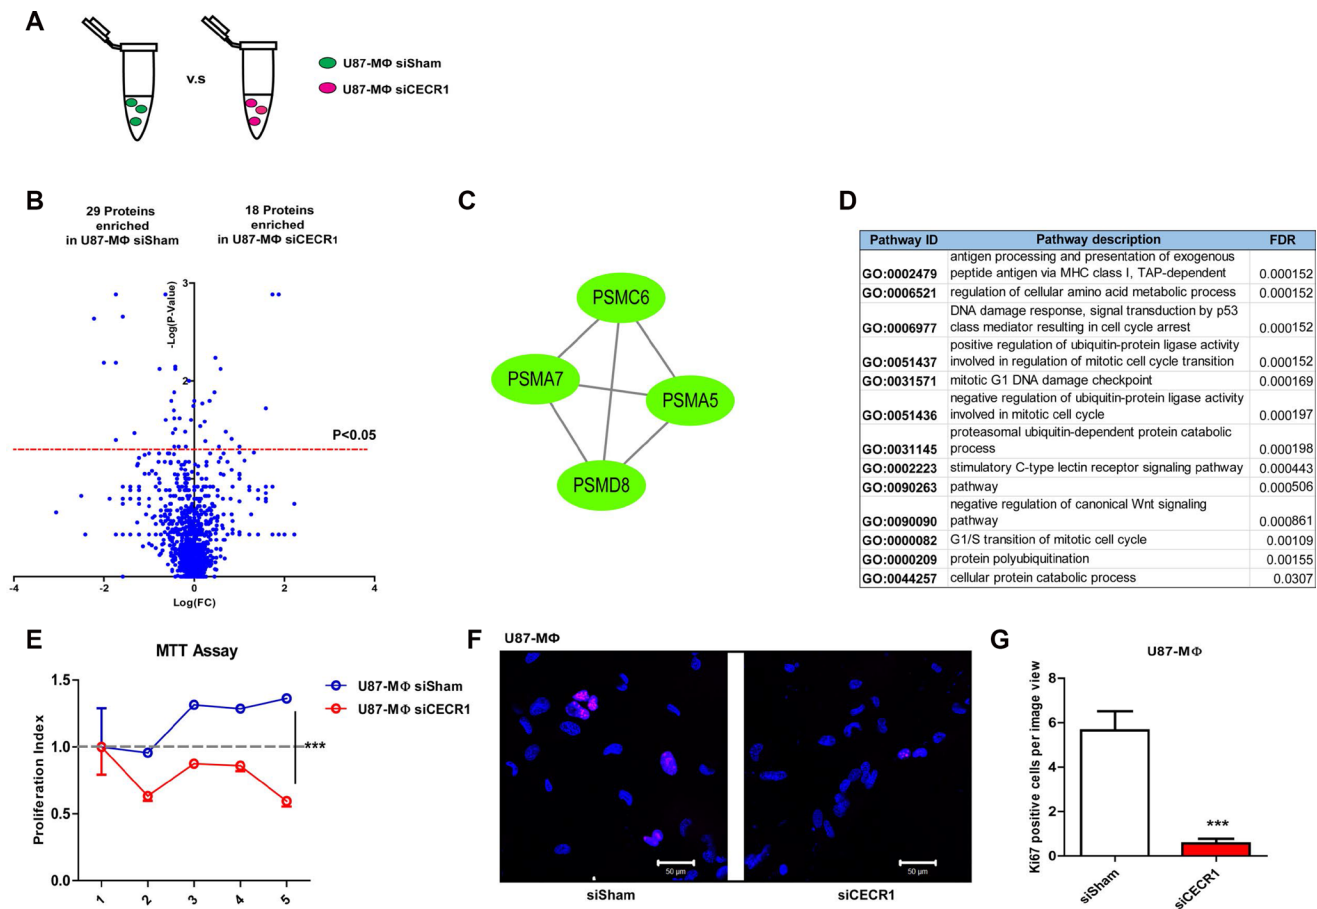 A
v.s
U87-MΦ siSham
U87-MΦ siCECR1
B
29 Proteins
enriched
in U87-MΦ siSham
18 Proteins
enriched
in U87-MΦ siCECR1
-Log(P-Value)
3
2
P<0.05
-4
-2
0
2
4
Log(FC)
C
PSMC6
PSMA7
PSMA5
PSMD8
D
Pathway ID Pathway description FDR
antigen processing and presentation of exogenous
GO:0002479 peptide antigen via MHC class I, TAP-dependent 0.000152
GO:0006521 regulation of cellular amino acid metabolic process 0.000152
DNA damage response, signal transduction by p53
GO:0006977 class mediator resulting in cell cycle arrest 0.000152
positive regulation of ubiquitin-protein ligase activity
GO:0051437 involved in regulation of mitotic cell cycle transition 0.000152
GO:0031571 mitotic G1 DNA damage checkpoint 0.000169
negative regulation of ubiquitin-protein ligase activity
GO:0051436 involved in mitotic cell cycle 0.000197
proteasomal ubiquitin-dependent protein catabolic
GO:0031145 process 0.000198
GO:0002223 stimulatory C-type lectin receptor signaling pathway 0.000443
GO:0090263 pathway 0.000506
negative regulation of canonical Wnt signaling
GO:0090090 pathway 0.000861
GO:0000082 G1/S transition of mitotic cell cycle 0.00109
GO:0000209 protein polyubiquitination 0.00155
GO:0044257 cellular protein catabolic process 0.0307
E
MTT Assay
Proliferation Index
1.5
1.0
0.5
0.0
1
2
3
4
5
U87-MΦ siSham
U87-MΦ siCECR1
***
F
U87-MΦ
50 µm
50 µm
siSham
siCECR1
G
U87-MΦ
Ki67 positive cells per image view
8
6
4
2
0
***
siSham
siCECR1